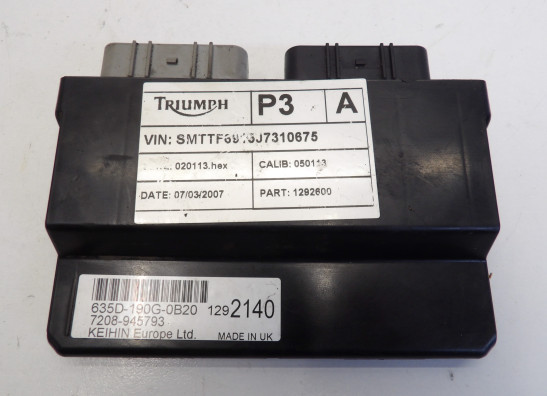 TRIUMPH P3 A
VIN:
020113.hex CALIB: 050113
DATE: 07/03/2007 PART: 1292600
635D-190G-0B20 1292140
7208-945793
KEIHIN Europe Ltd. MADE IN UK